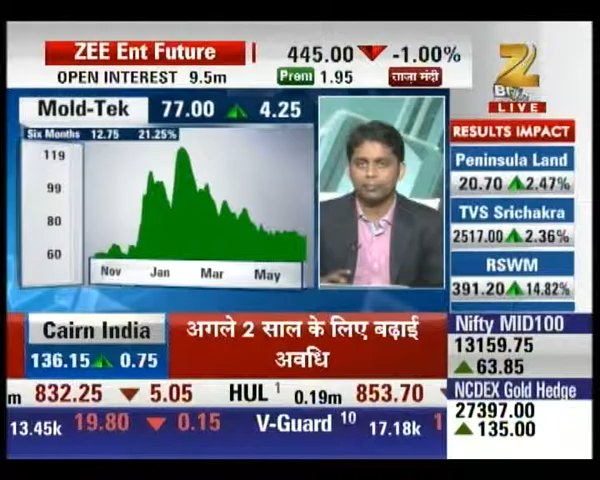 ZEE Ent Future
445.00 -1.00%
OPEN INTEREST 9.5m
Prem 1.95
ताज़ा मंदी
LIVE
Mold-Tek 77.00 4.25
Six Months 12.75 21.25%
119
99
80
60
Nov Jan Mar May
RESULTS IMPACT
Peninsula Land
20.70 2.47%
TVS Srichakra
2517.00 2.36%
RSWM
391.20 14.82%
Cairn India
136.15 0.75
अगले 2 साल के लिए बढ़ाई
अवधि
Nifty MID100
13159.75
63.85
NCDEX Gold Hedge
27397.00
135.00
m 832.25 5.05 HUL 1 0.19m 853.70
13.45k 19.80 0.15 V-Guard 10 17.18k 1